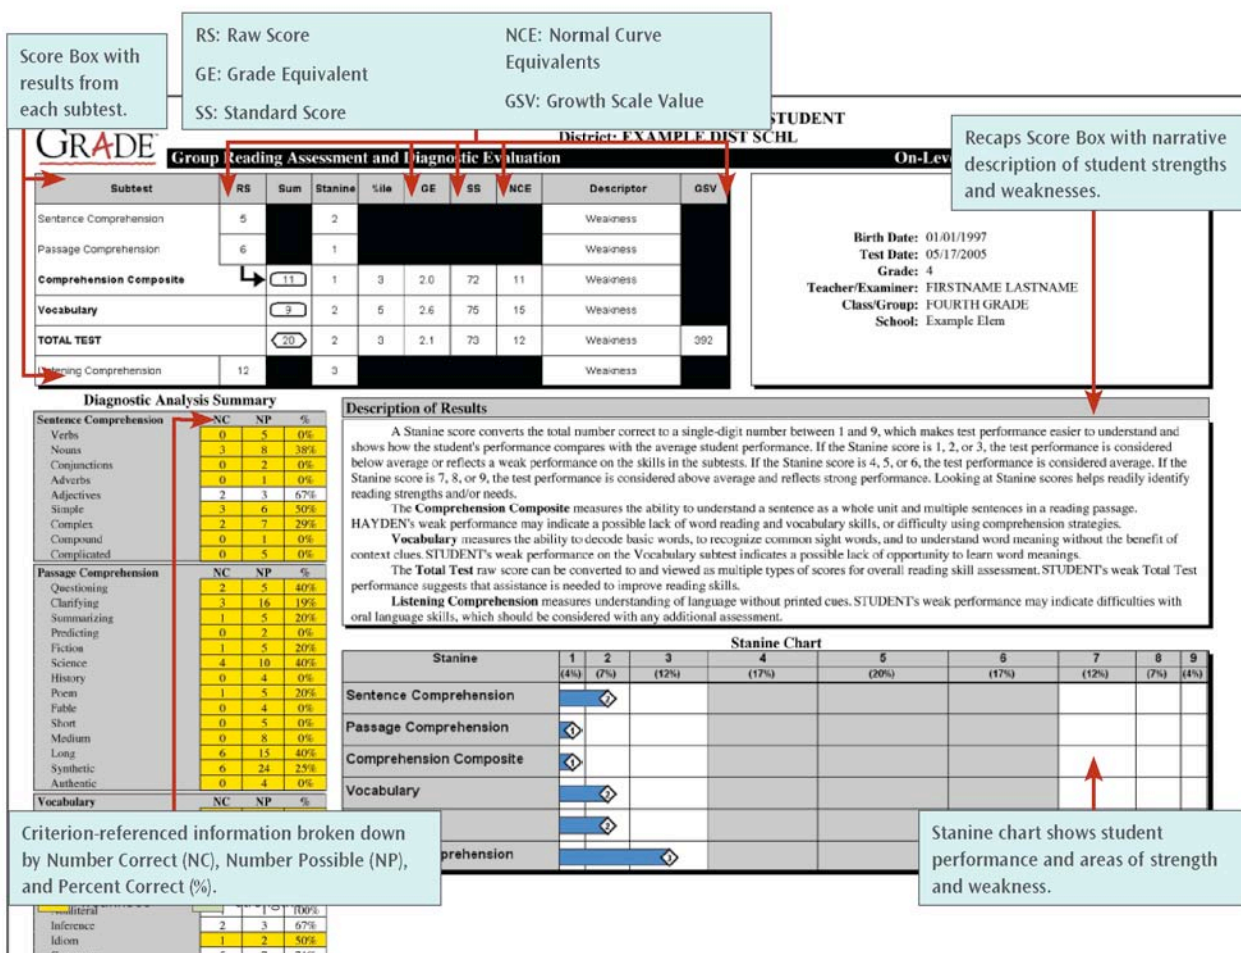 Score Box with
results from
each subtest.
RS: Raw Score
GE: Grade Equivalent
SS: Standard Score
NCE: Normal Curve
Equivalents
GSV: Growth Scale Value
STUDENT
District: EXAMPLE DIST SCHL
Recaps Score Box with narrative
description of student strengths
and weaknesses.
GRADE
Group Reading Assessment and Diagnostic Evaluation
On-Leve
Subtest RS Sum Stanine %ile GE SS NCE Descriptor GSV
Sentence Comprehension 5 2 Weakness
Passage Comprehension 6 1 Weakness
Comprehension Composite 11 1 3 2.0 72 11 Weakness
Vocabulary 9 2 5 2.6 75 15 Weakness
TOTAL TEST 20 2 3 2.1 73 12 Weakness 392
Listening Comprehension 12 3 Weakness
Birth Date: 01/01/1997
Test Date: 05/17/2005
Grade: 4
Teacher/Examiner: FIRSTNAME LASTNAME
Class/Group: FOURTH GRADE
School: Example Elem
Diagnostic Analysis Summary
Sentence Comprehension NC NP %
Verbs 0 5 0%
Nouns 3 8 38%
Conjunctions 0 2 0%
Adverbs 0 1 0%
Adjectives 2 3 67%
Simple 3 6 50%
Complex 2 7 29%
Compound 0 1 0%
Complicated 0 5 0%
Passage Comprehension NC NP %
Questioning 2 5 40%
Clarifying 3 16 19%
Summarizing 1 5 20%
Predicting 0 2 0%
Fiction 1 5 20%
Science 4 10 40%
History 0 4 0%
Poem 1 5 20%
Fable 0 4 0%
Short 0 5 0%
Medium 0 8 0%
Long 6 15 40%
Synthetic 6 24 25%
Authentic 0 4 0%
Vocabulary NC NP %
Criterion-referenced information broken down
by Number Correct (NC), Number Possible (NP),
and Percent Correct (%).
Nonliteral 1 1 100%
Inference 2 3 67%
Idiom 1 2 50%
Description of Results
A Stanine score converts the total number correct to a single-digit number between 1 and 9, which makes test performance easier to understand and
shows how the student's performance compares with the average student performance. If the Stanine score is 1, 2, or 3, the test performance is considered
below average or reflects a weak performance on the skills in the subtests. If the Stanine score is 4, 5, or 6, the test performance is considered average. If the
Stanine score is 7, 8, or 9, the test performance is considered above average and reflects strong performance. Looking at Stanine scores helps readily identify
reading strengths and/or needs.
The Comprehension Composite measures the ability to understand a sentence as a whole unit and multiple sentences in a reading passage.
HAYDEN's weak performance may indicate a possible lack of word reading and vocabulary skills, or difficulty using comprehension strategies.
Vocabulary measures the ability to decode basic words, to recognize common sight words, and to understand word meaning without the benefit of
context clues. STUDENT's weak performance on the Vocabulary subtest indicates a possible lack of opportunity to learn word meanings.
The Total Test raw score can be converted to and viewed as multiple types of scores for overall reading skill assessment. STUDENT's weak Total Test
performance suggests that assistance is needed to improve reading skills.
Listening Comprehension measures understanding of language without printed cues. STUDENT's weak performance may indicate difficulties with
oral language skills, which should be considered with any additional assessment.
Stanine Chart
Stanine 1 2 3 4 5 6 7 8 9
(4%) (7%) (12%) (17%) (20%) (17%) (12%) (7%) (4%)
Sentence Comprehension 2
Passage Comprehension 1
Comprehension Composite 1
Vocabulary 2
2
prehension 3
Stanine chart shows student
performance and areas of strength
and weakness.